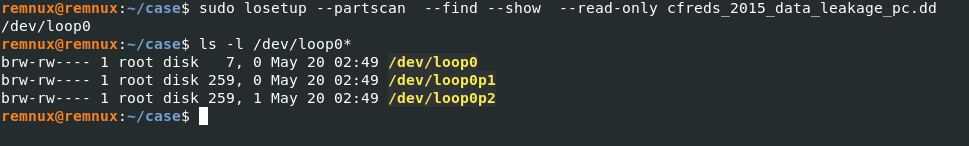 remnux@remnux:~/case$ sudo losetup --partscan  --find --show  --read-only cfreds_2015_data_leakage_pc.dd
/dev/loop0
remnux@remnux:~/case$ ls -l /dev/loop0*
brw-rw---- 1 root disk   7, 0 May 20 02:49 /dev/loop0
brw-rw---- 1 root disk 259, 0 May 20 02:49 /dev/loop0p1
brw-rw---- 1 root disk 259, 1 May 20 02:49 /dev/loop0p2
remnux@remnux:~/case$